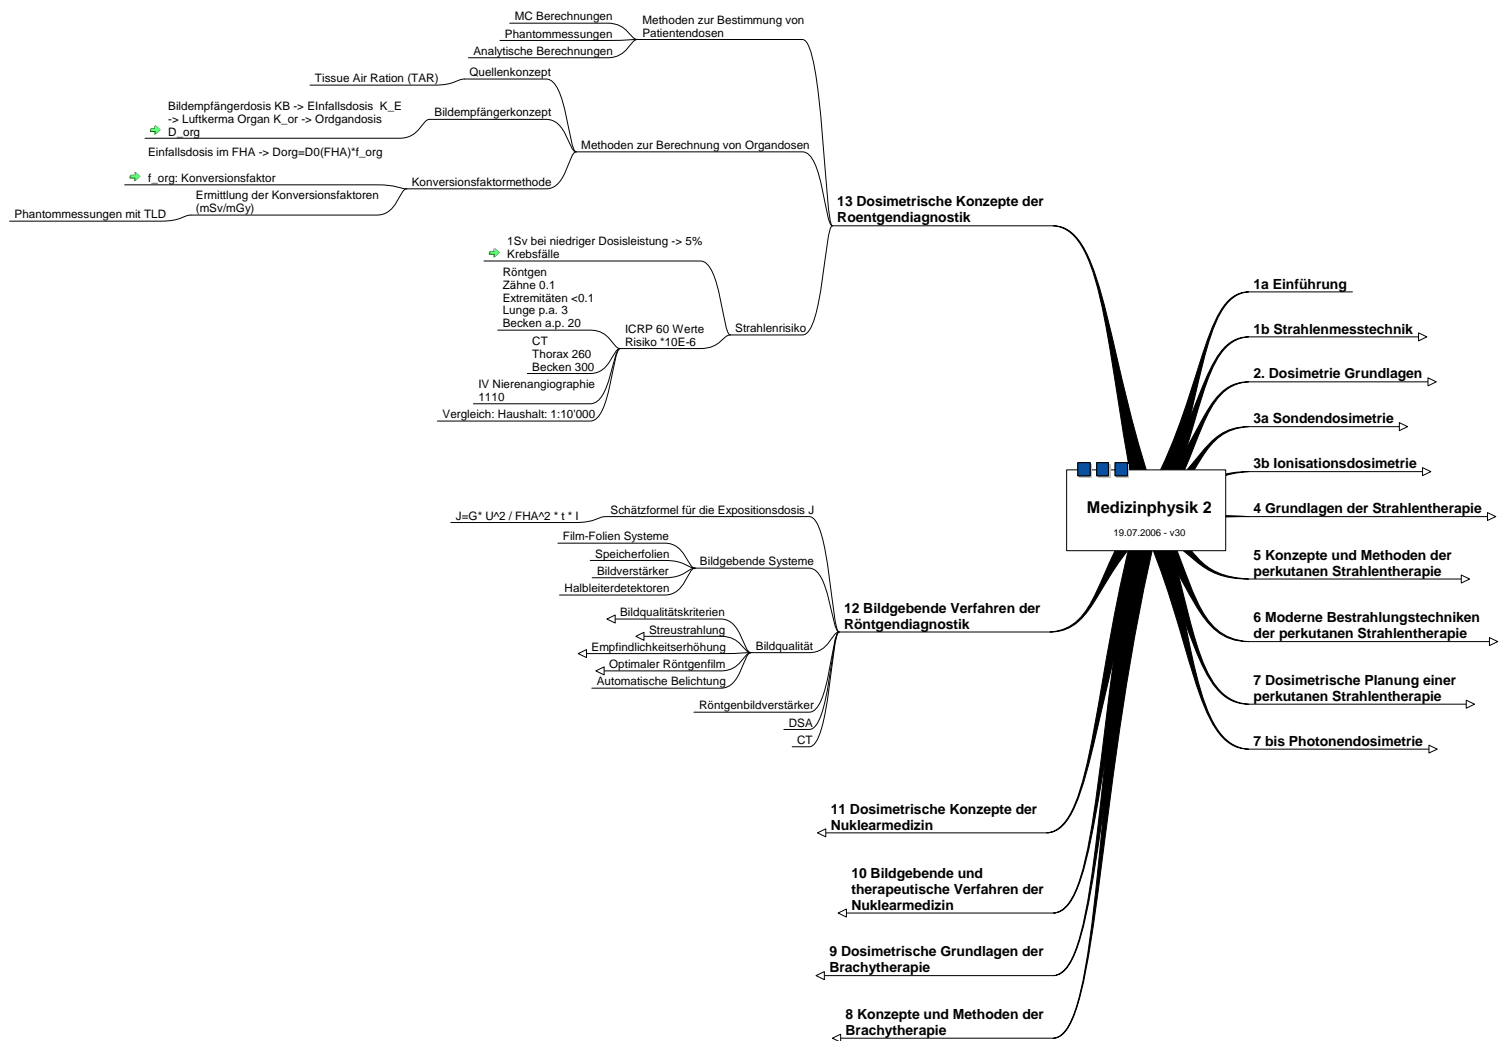 MC Berechnungen
Phantommessungen
Analytische Berechnungen
Methoden zur Bestimmung von
Patientendosen
Tissue Air Ration (TAR)
Quellenkonzept
Bildempfängerdosis KB -> EInfallsdosis K_E
-> Luftkerma Organ K_or -> Ordgandosis
D_org
Bildempfängerkonzept
Einfallsdosis im FHA -> Dorg=D0(FHA)*f_org
f_org: Konversionsfaktor
Phantommessungen mit TLD
Ermittlung der Konversionsfaktoren
(mSv/mGy)
Konversionsfaktormethode
Methoden zur Berechnung von Organdosen
1Sv bei niedriger Dosisleistung -> 5%
Krebsfälle
Röntgen
Zähne 0.1
Extremitäten <0.1
Lunge p.a. 3
Becken a.p. 20
CT
Thorax 260
Becken 300
IV Nierenangiographie
1110
Vergleich: Haushalt: 1:10'000
ICRP 60 Werte
Risiko *10E-6
Strahlenrisiko
13 Dosimetrische Konzepte der
Roentgendiagnostik
J=G* U^2 / FHA^2 * t * I
Schätzformel für die Expositionsdosis J
Film-Folien Systeme
Speicherfolien
Bildverstärker
Halbleiterdetektoren
Bildgebende Systeme
Bildqualitätskriterien
Streustrahlung
Empfindlichkeitserhöhung
Optimaler Röntgenfilm
Automatische Belichtung
Bildqualität
Röntgenbildverstärker
DSA
CT
12 Bildgebende Verfahren der
Röntgendiagnostik
11 Dosimetrische Konzepte der
Nuklearmedizin
10 Bildgebende und
therapeutische Verfahren der
Nuklearmedizin
9 Dosimetrische Grundlagen der
Brachytherapie
8 Konzepte und Methoden der
Brachytherapie
Medizinphysik 2
19.07.2006 - v30
1a Einführung
1b Strahlenmesstechnik
2. Dosimetrie Grundlagen
3a Sondendosimetrie
3b Ionisationsdosimetrie
4 Grundlagen der Strahlentherapie
5 Konzepte und Methoden der
perkutanen Strahlentherapie
6 Moderne Bestrahlungstechniken
der perkutanen Strahlentherapie
7 Dosimetrische Planung einer
perkutanen Strahlentherapie
7 bis Photonendosimetrie